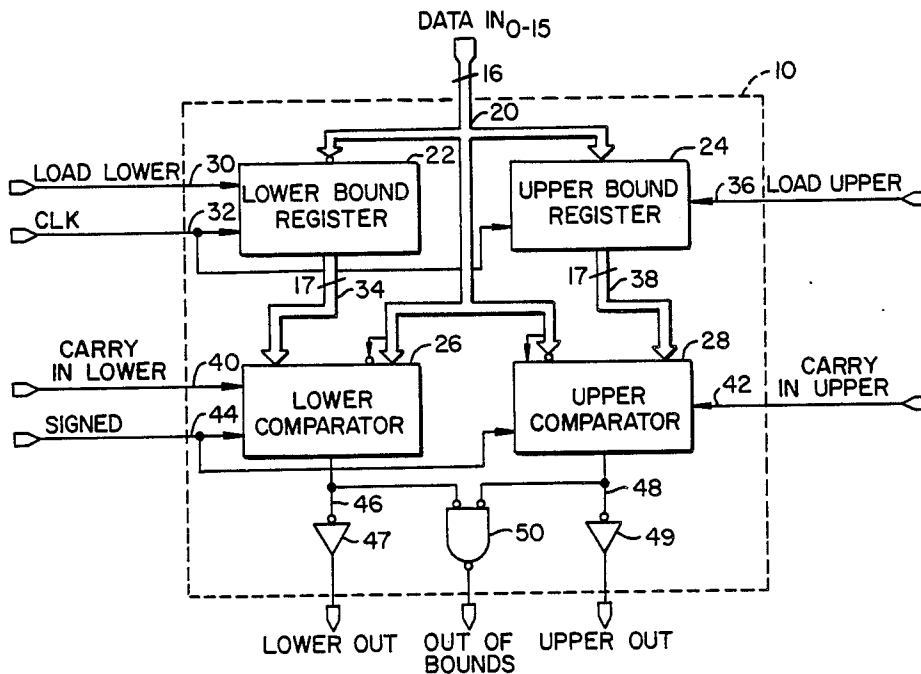 DATA IN0-15
16
10
20
22
24
LOAD LOWER
30
LOWER BOUND
REGISTER
UPPER BOUND
REGISTER
36
LOAD UPPER
CLK
32
17
34
17
38
26
28
CARRY
IN LOWER
40
LOWER
COMPARATOR
UPPER
COMPARATOR
42
CARRY
IN UPPER
SIGNED
44
46
48
47
50
49
LOWER OUT
OUT OF
BOUNDS
UPPER OUT